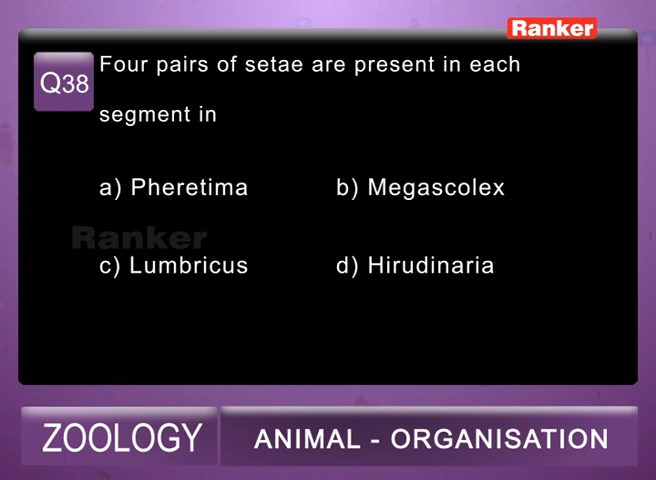 Ranker
Q38
Four pairs of setae are present in each
segment in
a) Pheretima b) Megascolex
Ranker
c) Lumbricus d) Hirudinaria
ZOOLOGY
ANIMAL - ORGANISATION